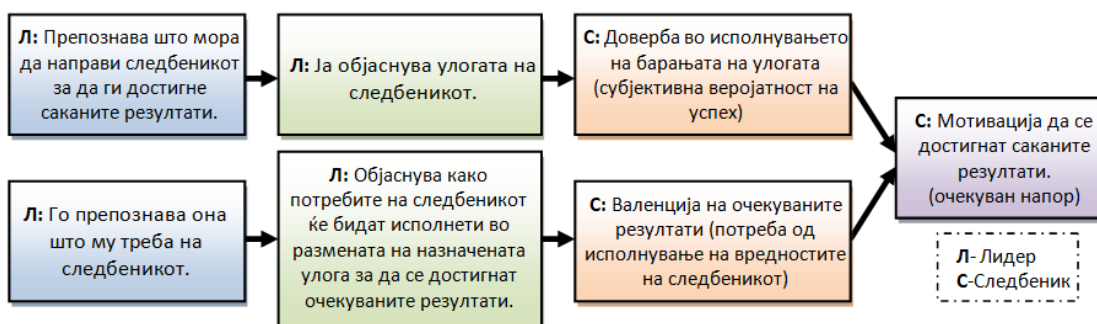 Л: Препознава што мора
да направи следбеникот
за да ги достигне
саканите резултати.
Л: Ја објаснува улогата на
следбеникот.
С: Доверба во исполнувањето
на барањата на улогата
(субјективна веројатност на
успех)
С: Мотивација да се
достигнат саканите
резултати.
(очекуван напор)
Л: Го препознава она
што му треба на
следбеникот.
Л: Објаснува како
потребите на следбеникот
ќе бидат исполнети во
размената на назначената
улога за да се достигнат
очекуваните резултати.
С: Валенција на очекуваните
резултати (потреба од
исполнување на вредностите
на следбеникот)
Л- Лидер
С-Следбеник